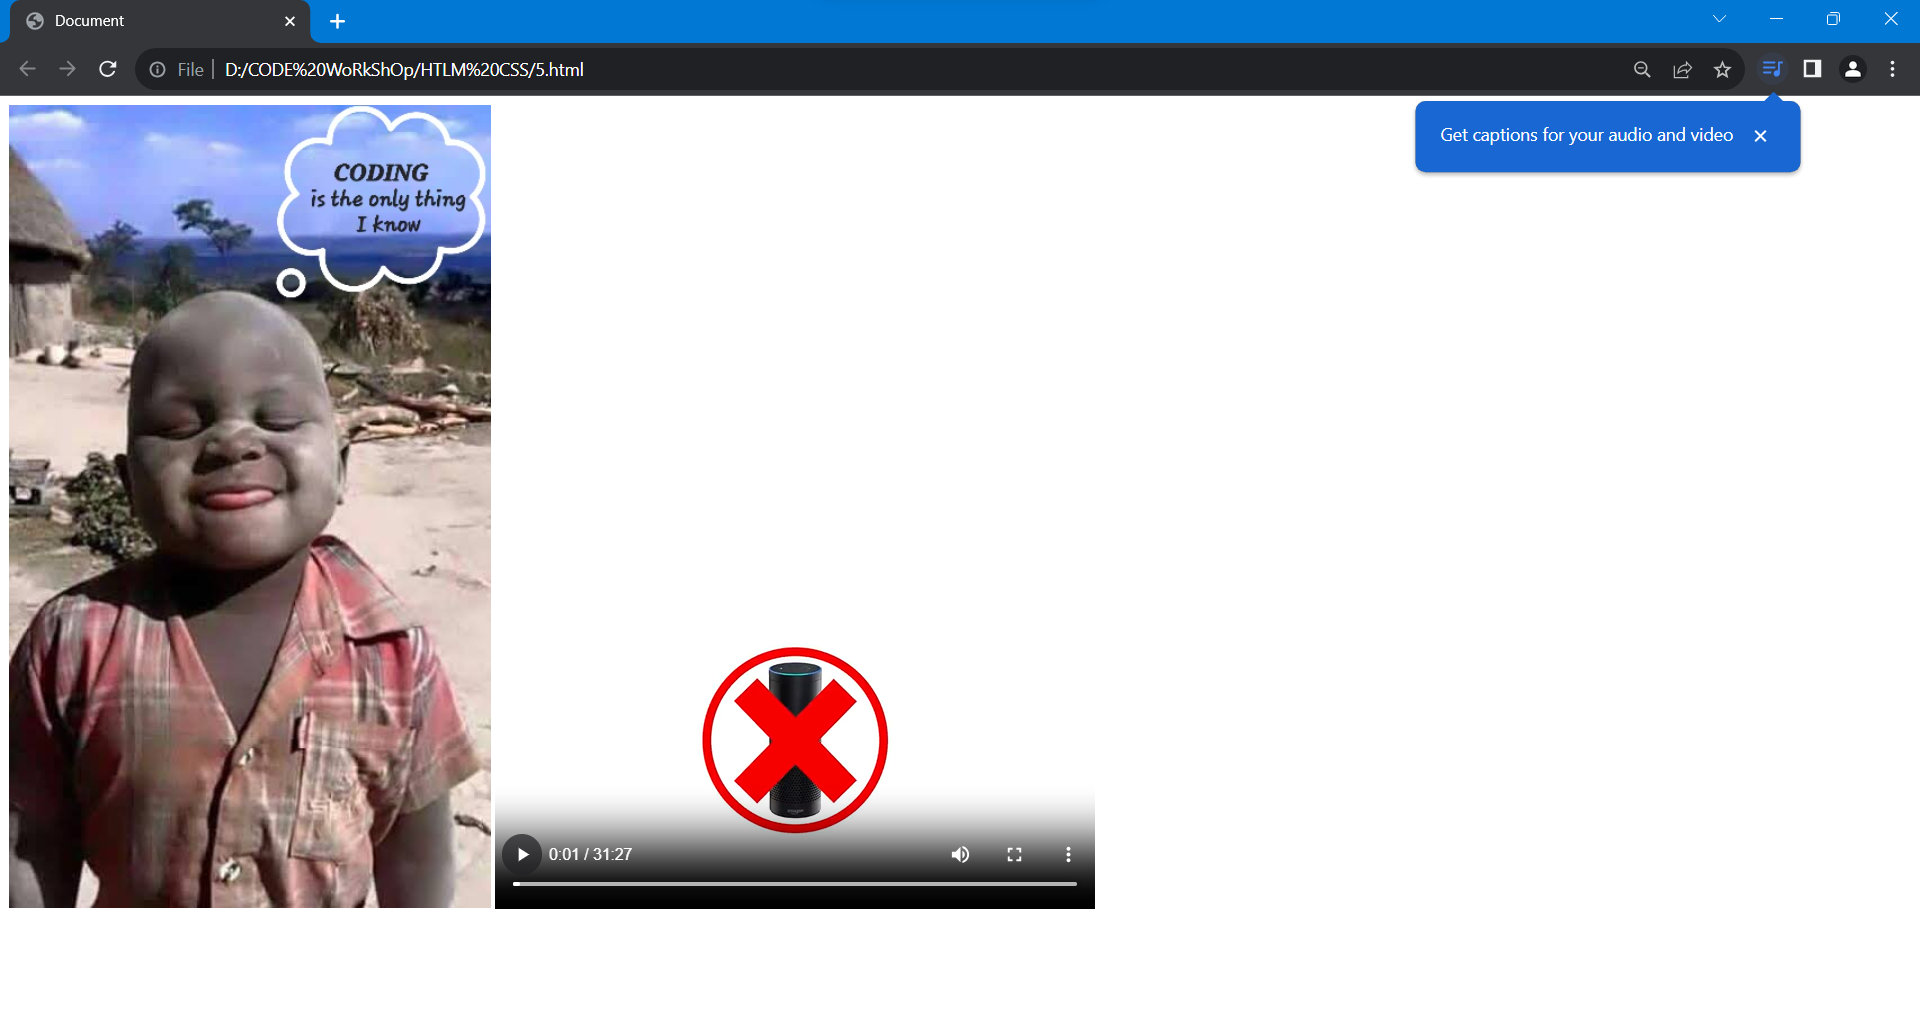 Document
File
D:/CODE%20WoRkShOp/HTLM%20CSS/5.html
Get captions for your audio and video
CODING
is the only thing
I know
0:01 / 31:27